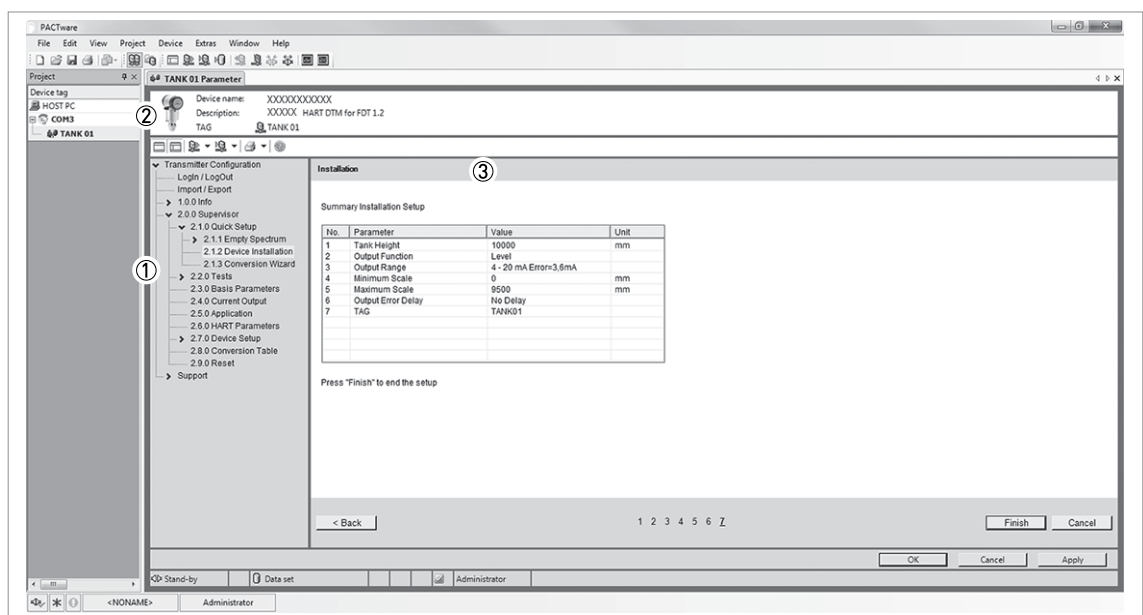 PACTware
File Edit View Project Device Extras Window Help
Project
Device tag
HOST PC
COM3
TANK 01
TANK 01 Parameter
②
Device name: XXXXXXXXXXXX
Description: XXXXX HART DTM for FDT 1.2
TAG TANK 01
①
Transmitter Configuration
LogIn / LogOut
Import / Export
1.0.0 Info
2.0.0 Supervisor
2.1.0 Quick Setup
2.1.1 Empty Spectrum
2.1.2 Device Installation
2.1.3 Conversion Wizard
2.2.0 Tests
2.3.0 Basis Parameters
2.4.0 Current Output
2.5.0 Application
2.6.0 HART Parameters
2.7.0 Device Setup
2.8.0 Conversion Table
2.9.0 Reset
Support
Installation
③
Summary Installation Setup
No. Parameter Value Unit
1 Tank Height 10000 mm
2 Output Function Level
3 Output Range 4 - 20 mA Error=3,6mA
4 Minimum Scale 0 mm
5 Maximum Scale 9500 mm
6 Output Error Delay No Delay
7 TAG TANK01
Press "Finish" to end the setup
< Back 1 2 3 4 5 6 7 Finish Cancel
OK Cancel Apply
Stand-by Data set Administrator
<NONAME> Administrator